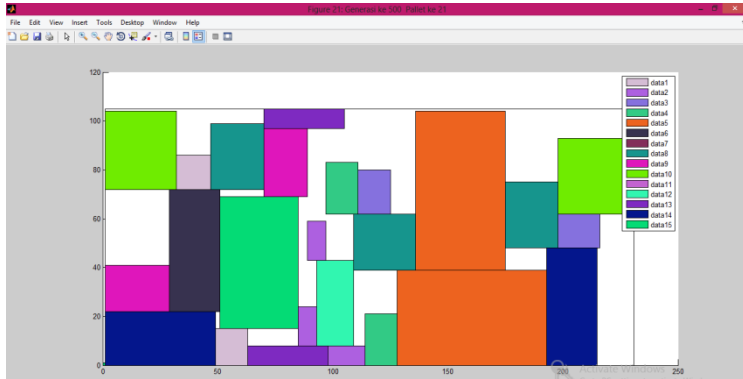 Figure 21: Generasi ke 500 Pallet ke 21
File Edit View Insert Tools Desktop Window Help
120
100
80
60
40
20
0
0 50 100 150 200 250
data1
data2
data3
data4
data5
data6
data7
data8
data9
data10
data11
data12
data13
data14
data15
Activate Windows